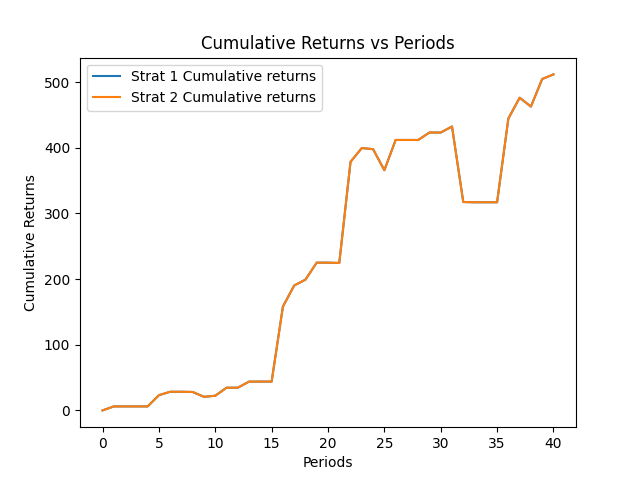 Cumulative Returns vs Periods
Strat 1 Cumulative returns
Strat 2 Cumulative returns
500
400
300
200
100
0
Cumulative Returns
0 5 10 15 20 25 30 35 40
Periods